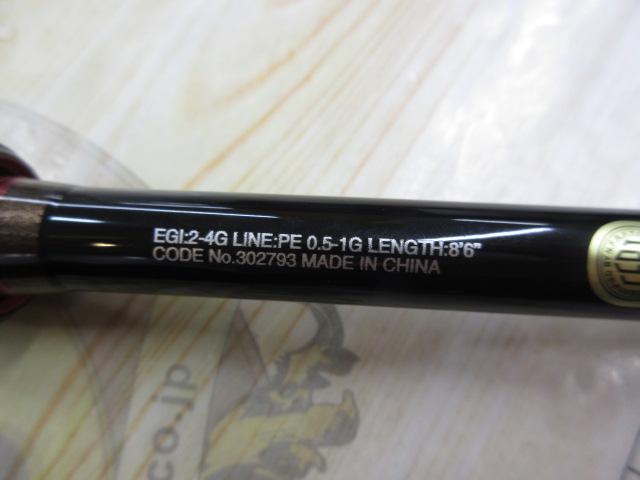 EGI:2-4G LINE:PE 0.5-1G LENGTH:8'6"
CODE No.302793 MADE IN CHINA
co.jp